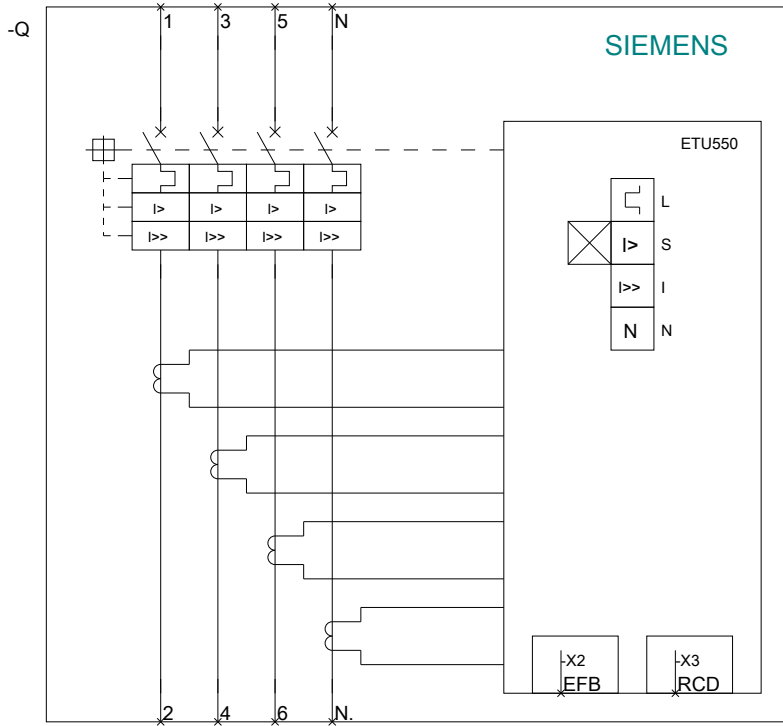 -Q
1 3 5 N
SIEMENS
ETU550
L
I> I> I> I>
I>> I>> I>> I>>
I> S
I>> I
N N
-X2
EFB
-X3
RCD
2 4 6 N.